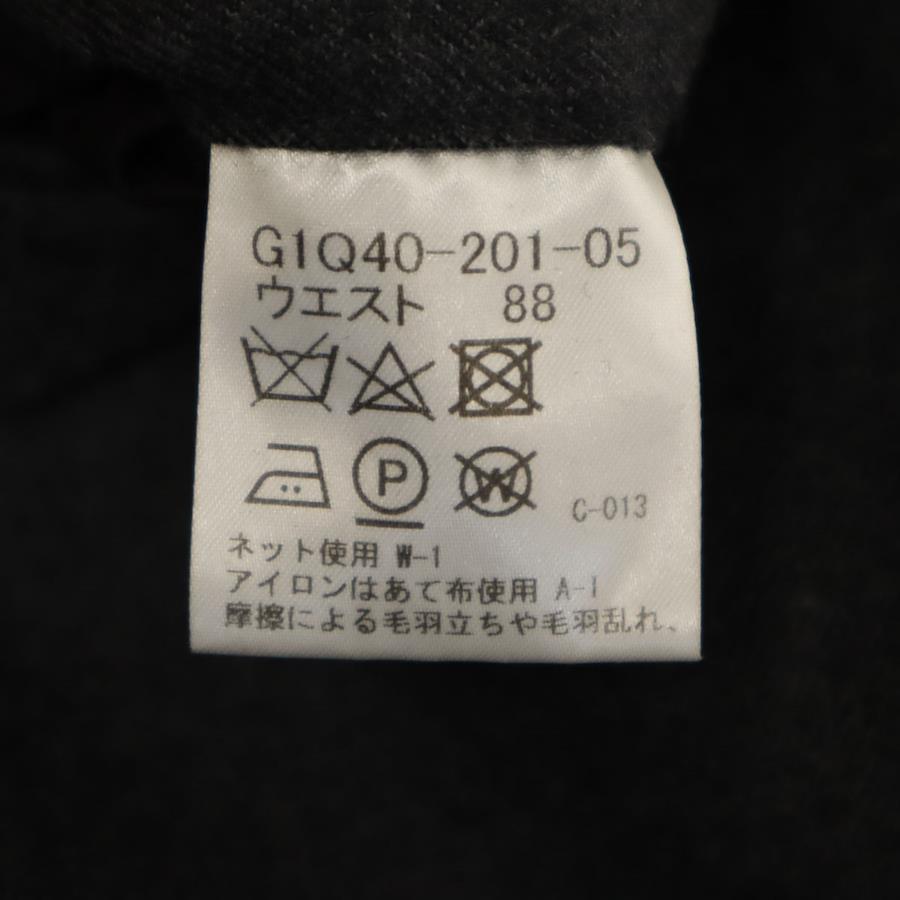 G1Q40-201-05
ウエスト 88
P W C-013
ネット使用 W-1
アイロンはあて布使用 A-1
摩擦による毛羽立ちや毛羽乱れ、